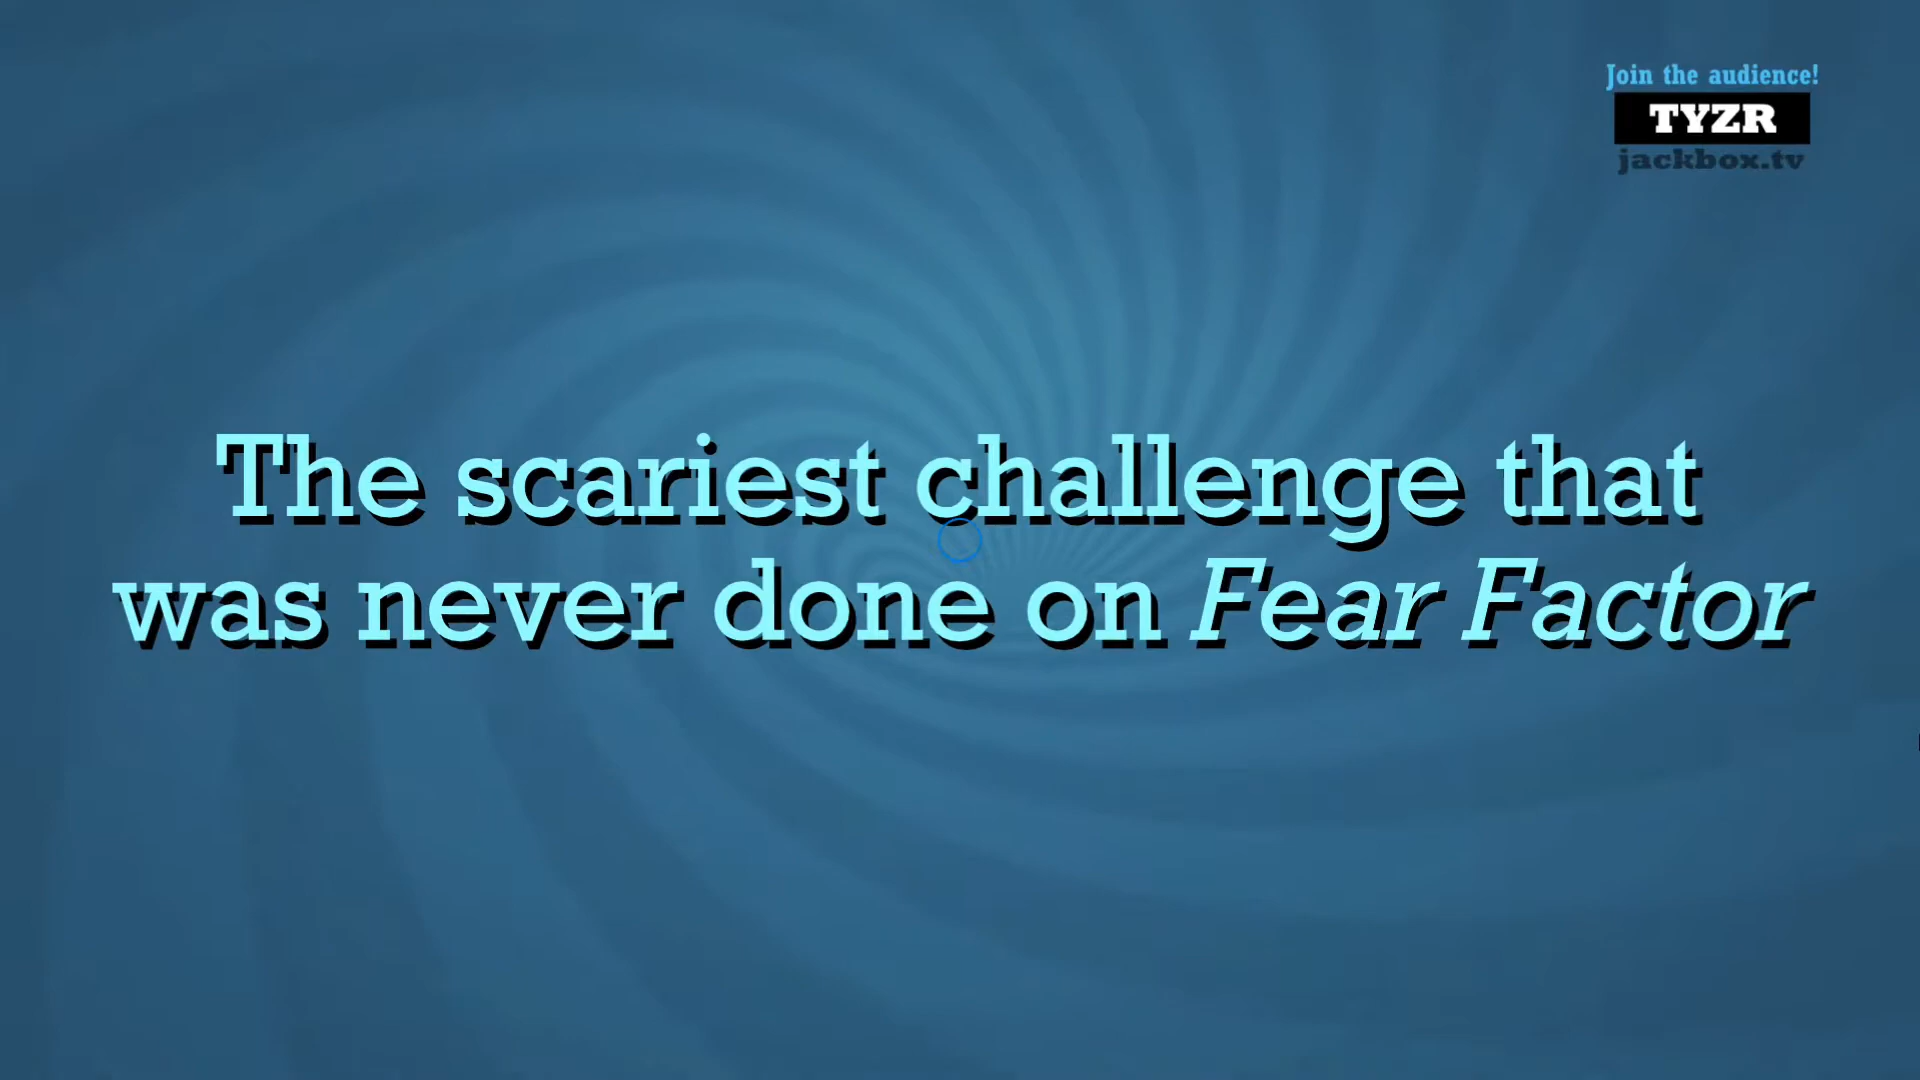 Join the audience!
TYZR
jackbox.tv
The scariest challenge that
was never done on Fear Factor